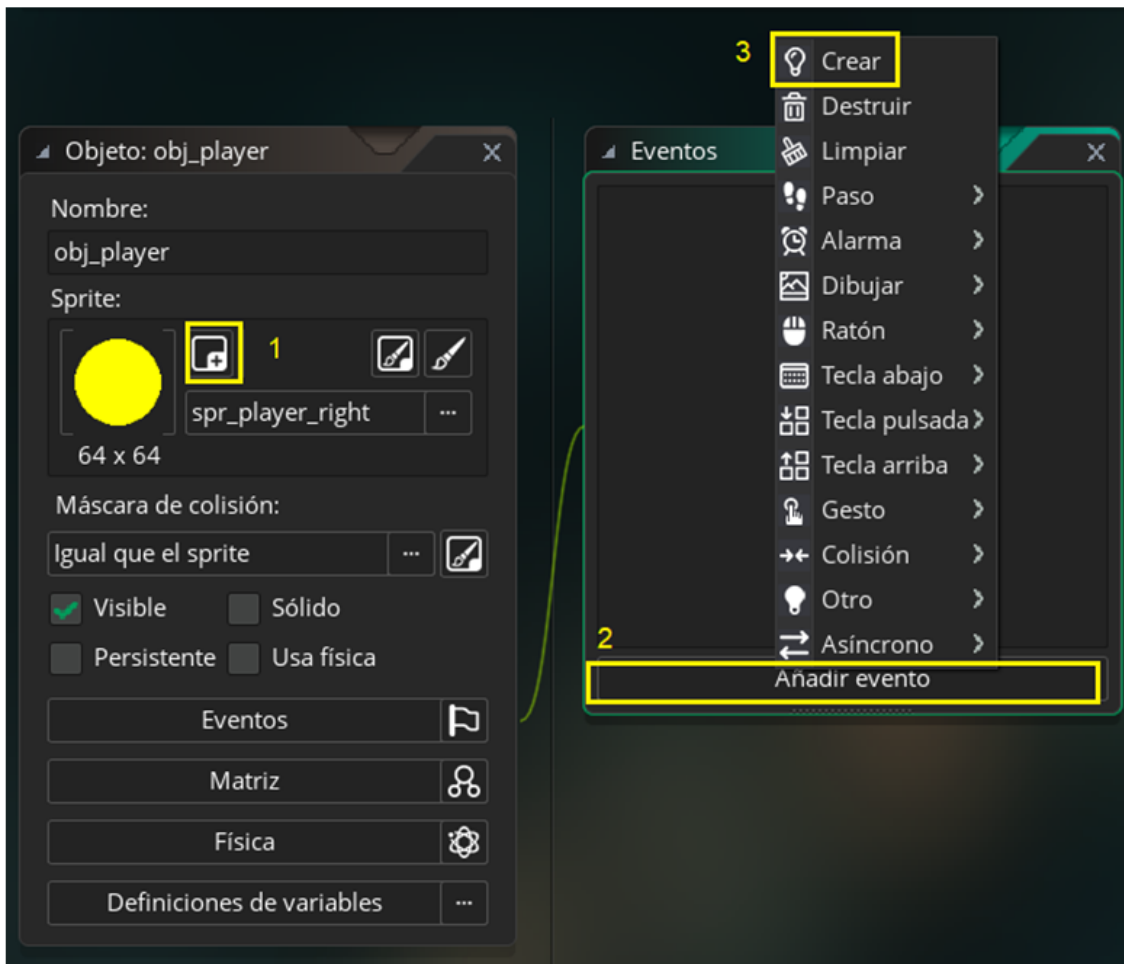 Objeto: obj_player
Nombre:
obj_player
Sprite:
1
spr_player_right
...
64 x 64
Máscara de colisión:
Igual que el sprite
...
Visible
Sólido
Persistente
Usa física
Eventos
Matriz
Física
Definiciones de variables
...
Eventos
3
Crear
Destruir
Limpiar
Paso
Alarma
Dibujar
Ratón
Tecla abajo
Tecla pulsada
Tecla arriba
Gesto
Colisión
Otro
Asíncrono
2
Añadir evento